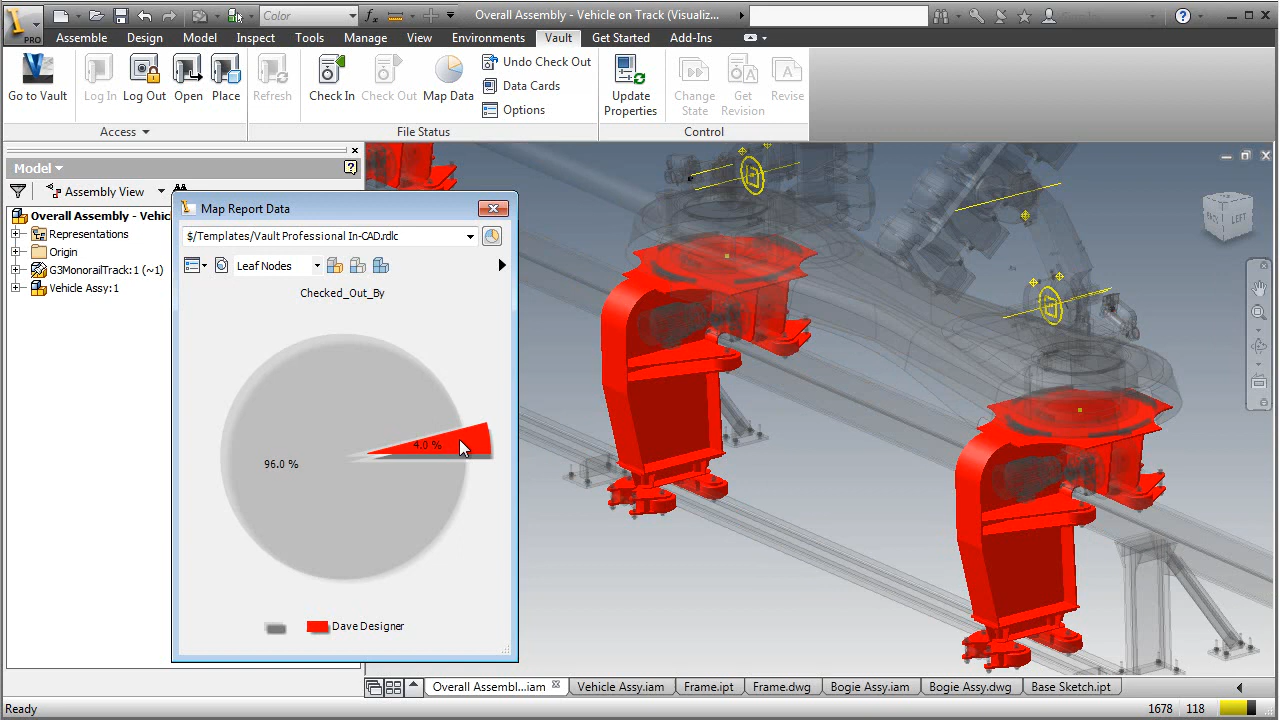 Color
Overall Assembly - Vehicle on Track (Visualiz...
PRO
Assemble Design Model Inspect Tools Manage View Environments Vault Get Started Add-Ins
Go to Vault Log In Log Out Open Place Refresh Check In Check Out Map Data
Undo Check Out
Data Cards
Options
Update Properties
Change State
Get Revision
Revise
Access File Status Control
Model
Assembly View
Overall Assembly - Vehic
Representations
Origin
G3MonorailTrack:1 (~1)
Vehicle Assy:1
Map Report Data
$/Templates/Vault Professional In-CAD.rdlc
Leaf Nodes
Checked_Out_By
4.0 %
96.0 %
Dave Designer
BACK LEFT
Overall Assembl...iam Vehicle Assy.iam Frame.ipt Frame.dwg Bogie Assy.iam Bogie Assy.dwg Base Sketch.ipt
Ready 1678 118